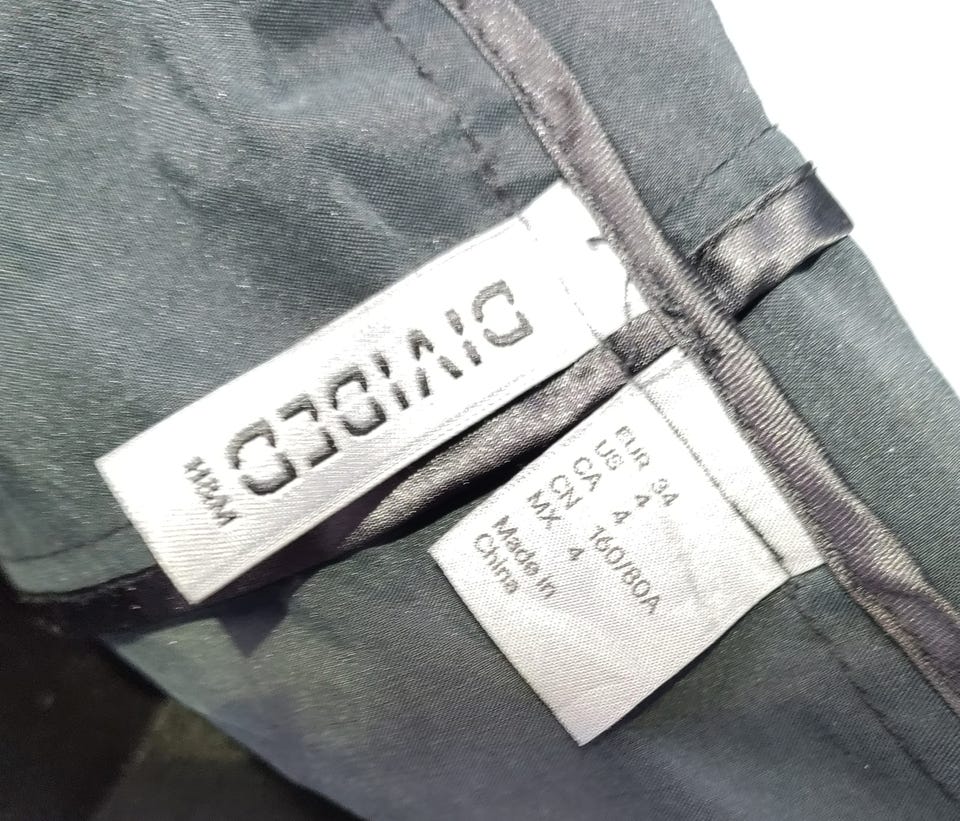 DIVIDED
H&M
EUR 34
US 4
CA 4
CN 160/80A
MX 4
Made in
China